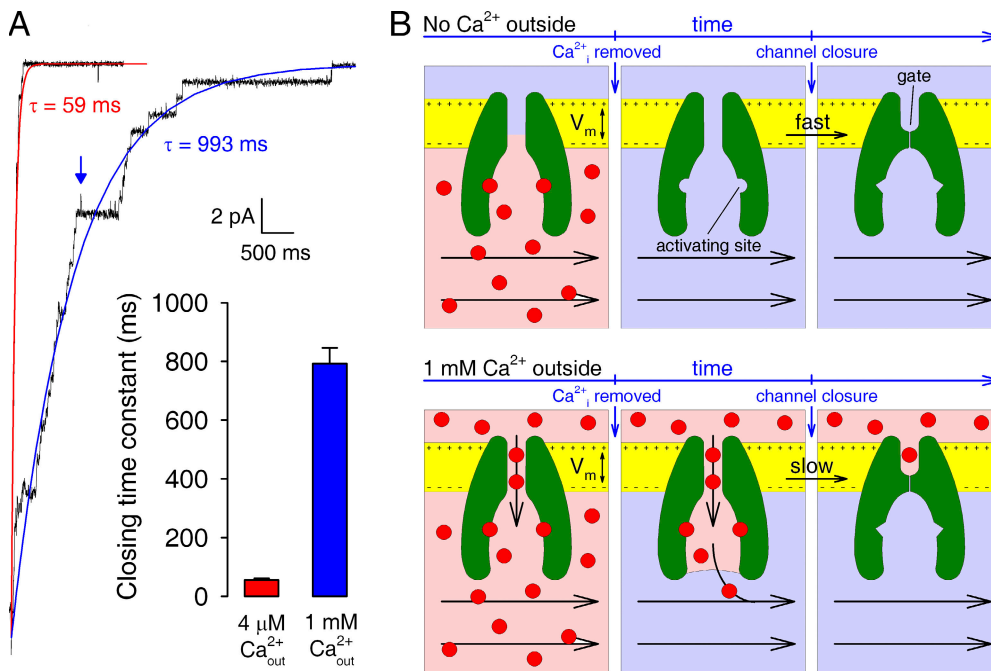 A
τ = 59 ms
τ = 993 ms
2 pA
500 ms
Closing time constant (ms)
1000
800
600
400
200
0
4 μM
Ca²⁺out
1 mM
Ca²⁺out
B
No Ca²⁺ outside
time
Ca²⁺i removed
channel closure
Vm
+ + + + + + + + + + + + + +
- - - - - - - -
fast
gate
activating site
1 mM Ca²⁺ outside
time
Ca²⁺i removed
channel closure
Vm
slow